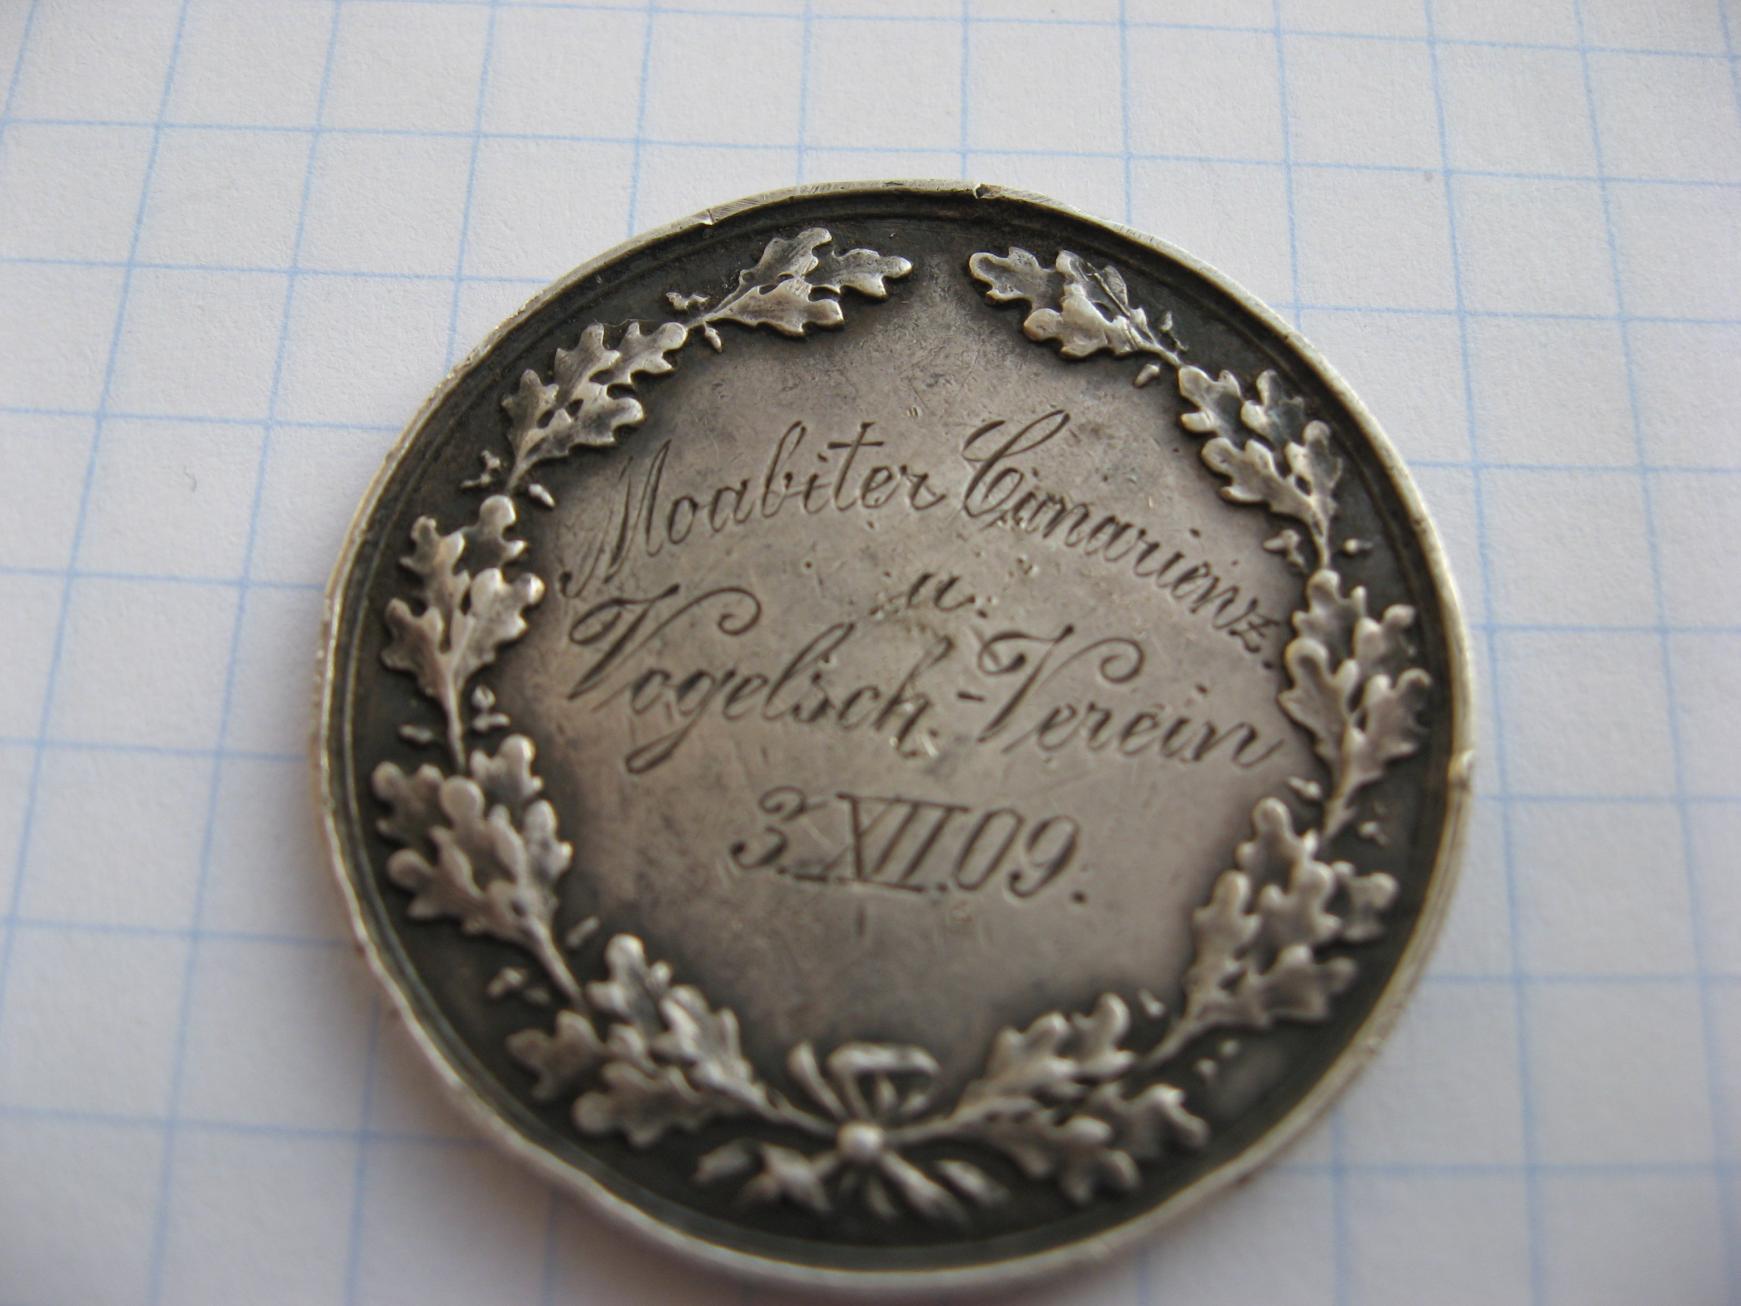 Moabiter Canarienz.
u.
Vogelsch.-Verein
3.XII.09.